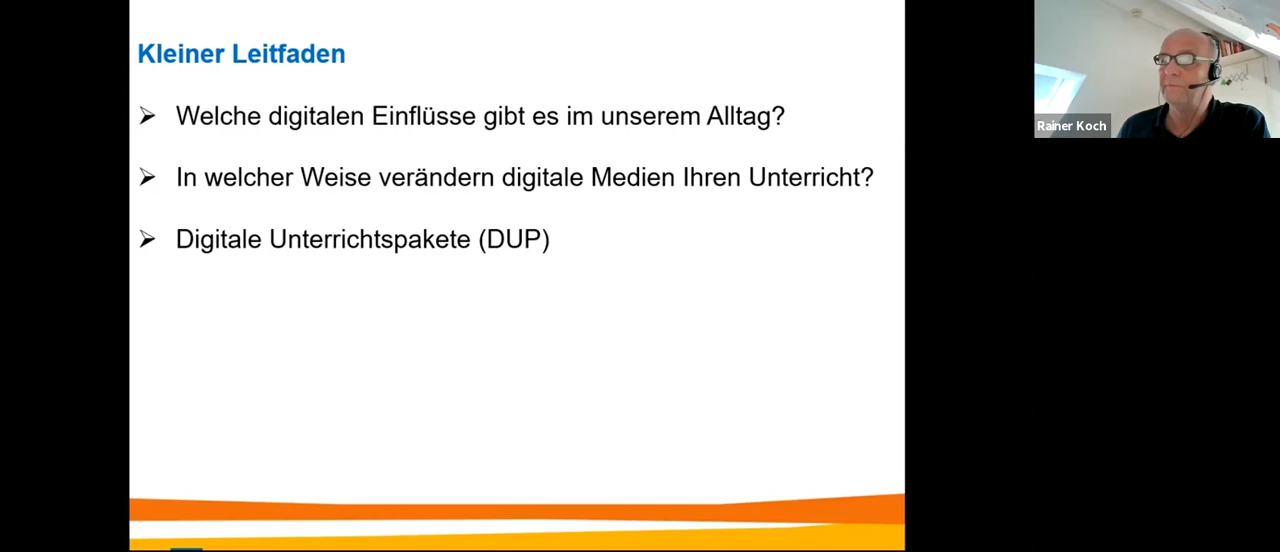 Kleiner Leitfaden
Welche digitalen Einflüsse gibt es im unserem Alltag?
In welcher Weise verändern digitale Medien Ihren Unterricht?
Digitale Unterrichtspakete (DUP)
Rainer Koch